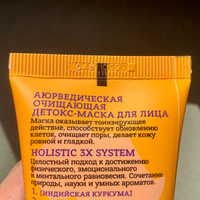 АЮРВЕДИЧЕСКАЯ
ОЧИЩАЮЩАЯ
ДЕТОКС-МАСКА ДЛЯ ЛИЦА
Маска оказывает тонизирующее
действие, способствует обновлению
клеток, очищает поры, делает кожу
ровной и гладкой.
HOLISTIC 3X SYSTEM
Целостный подход к достижению
физического, эмоционального
и ментального равновесия. Сочетание
природы, науки и умных ароматов.
1. [ИНДИЙСКАЯ КУРКУМА]